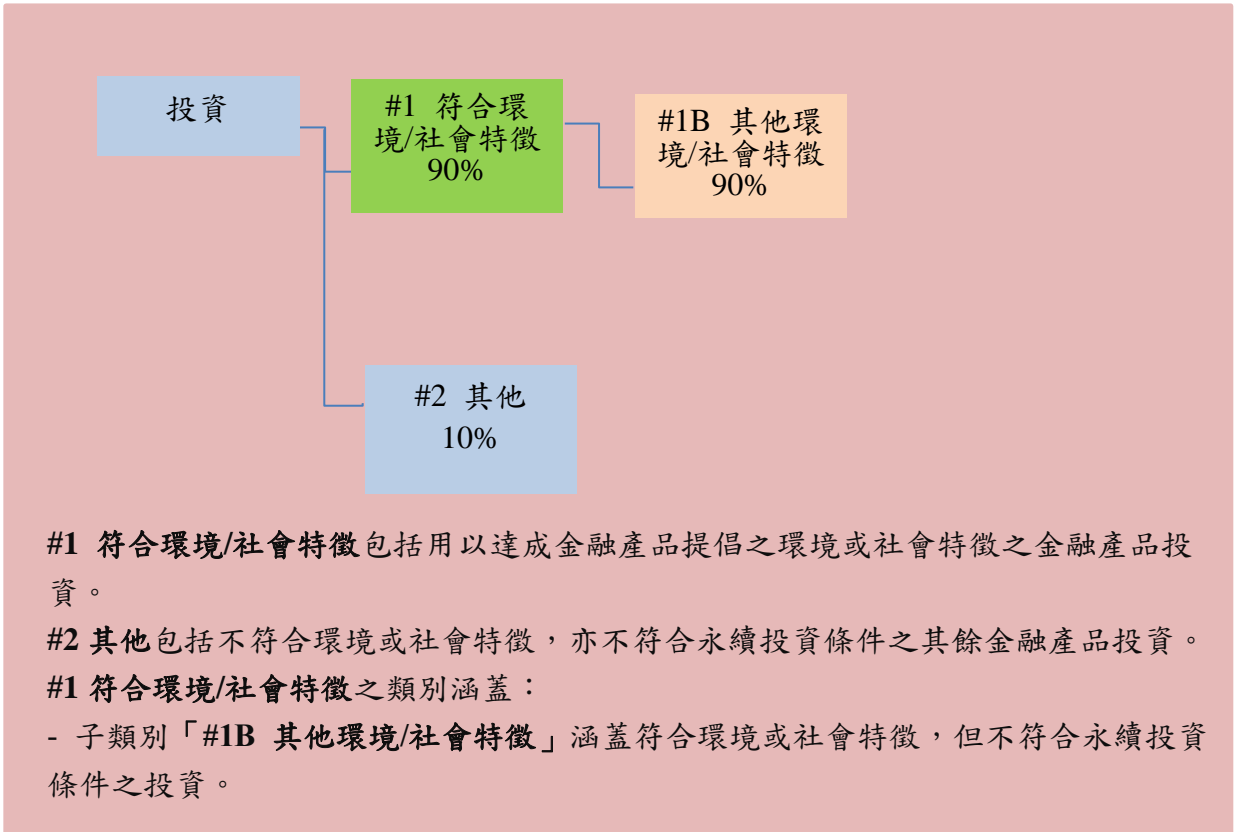 投資
#1 符合環
境/社會特徵
90%
#1B 其他環
境/社會特徵
90%
#2 其他
10%
#1 符合環境/社會特徵包括用以達成金融產品提倡之環境或社會特徵之金融產品投
資。
#2 其他包括不符合環境或社會特徵，亦不符合永續投資條件之其餘金融產品投資。
#1 符合環境/社會特徵之類別涵蓋：
- 子類別「#1B 其他環境/社會特徵」涵蓋符合環境或社會特徵，但不符合永續投資
條件之投資。